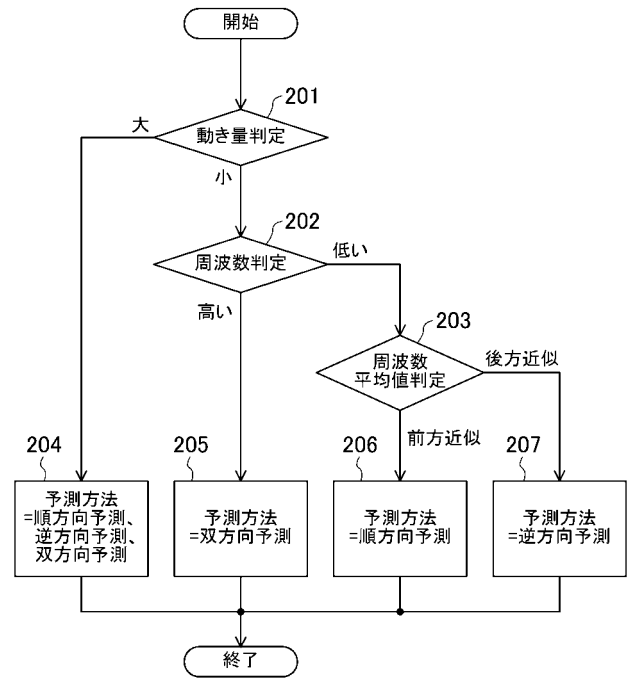 開始
201
大
動き量判定
小
202
周波数判定
低い
高い
203
周波数
平均値判定
後方近似
前方近似
204
予測方法
=順方向予測、
逆方向予測、
双方向予測
205
予測方法
=双方向予測
206
予測方法
=順方向予測
207
予測方法
=逆方向予測
終了